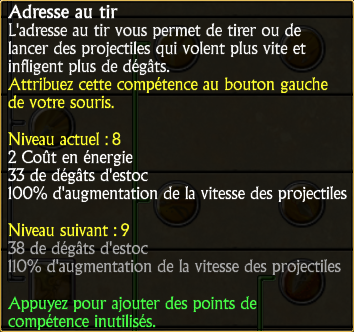 Adresse au tir
L'adresse au tir vous permet de tirer ou de
lancer des projectiles qui volent plus vite et
infligent plus de dégâts.
Attribuez cette compétence au bouton gauche
de votre souris.
Niveau actuel : 8
2 Coût en énergie
33 de dégâts d'estoc
100% d'augmentation de la vitesse des projectiles
Niveau suivant : 9
38 de dégâts d'estoc
110% d'augmentation de la vitesse des projectiles
Appuyez pour ajouter des points de
compétence inutilisés.